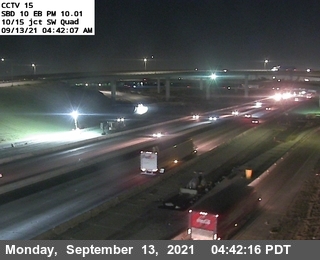 CCTV 15
SBD 10 EB PM 10.01
10/15 jct SW Quad
09/13/21 04:42:07 AM
Monday, September 13, 2021 04:42:16 PDT